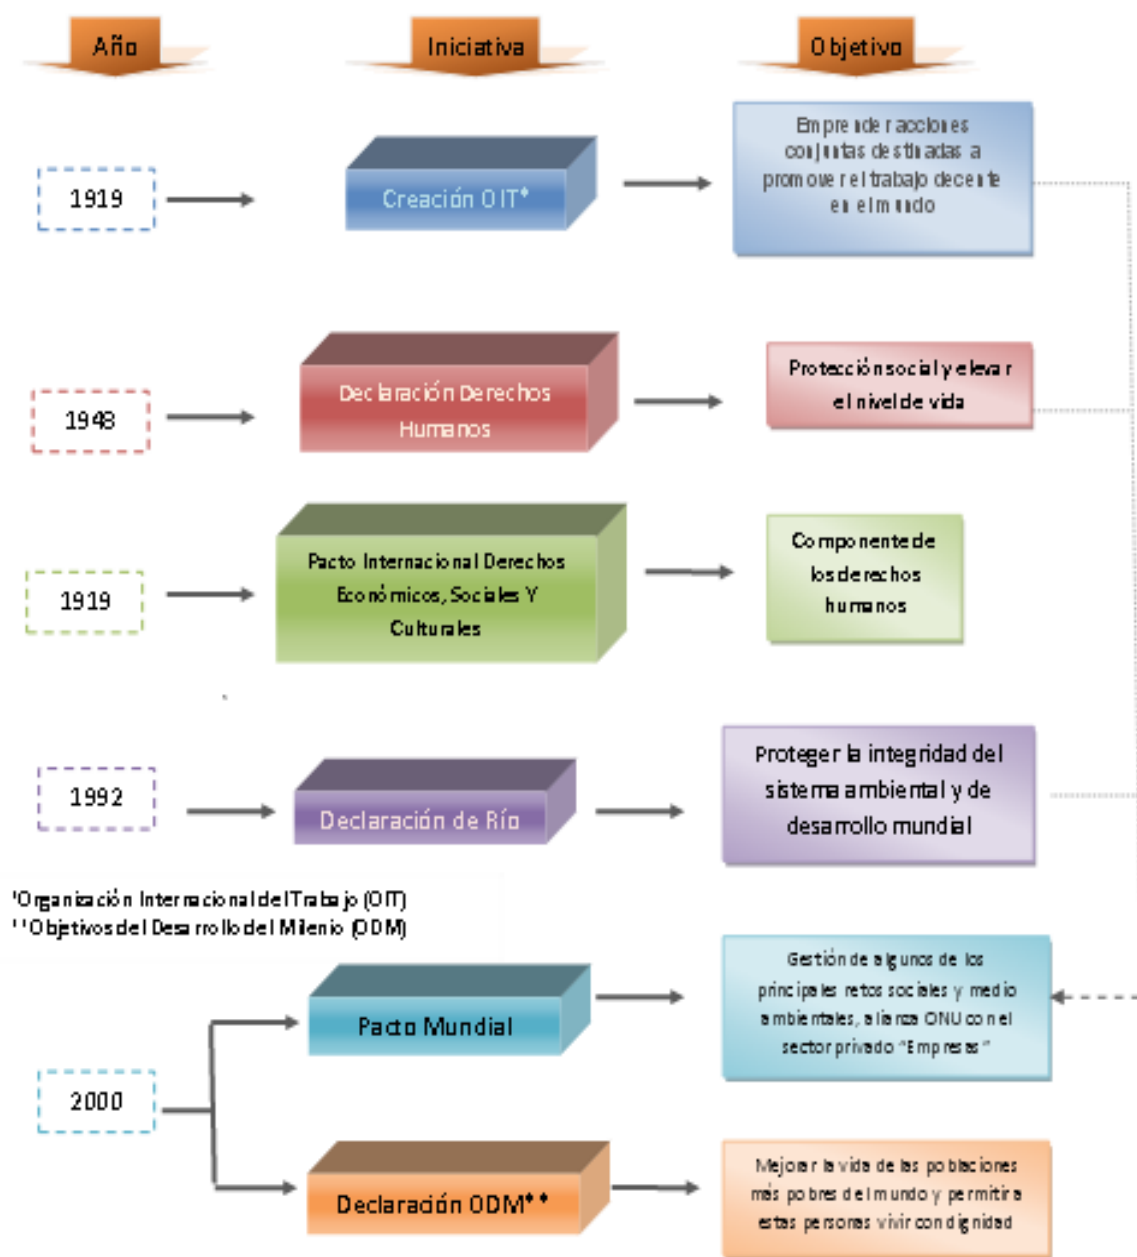 Año
Iniciativa
Objetivo
1919
Creación OIT*
Emprender acciones
conjuntas destinadas a
promover el trabajo decente
en el mundo
1948
Declaración Derechos
Humanos
Protección social y elevar
el nivel de vida
1919
Pacto Internacional Derechos
Económicos, Sociales Y
Culturales
Componente de
los derechos
humanos
1992
Declaración de Río
Proteger la integridad del
sistema ambiental y de
desarrollo mundial
*Organización Internacional del Trabajo (OIT)
**Objetivos del Desarrollo del Milenio (ODM)
2000
Pacto Mundial
Gestión de algunos de los
principales retos sociales y medio
ambientales, alianza ONU con el
sector privado "Empresas"
Declaración ODM**
Mejorar la vida de las poblaciones
más pobres del mundo y permitir a
estas personas vivir con dignidad